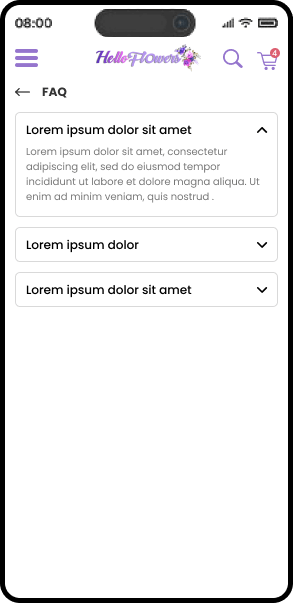 08:00
HelloFlowers
4
FAQ
Lorem ipsum dolor sit amet
Lorem ipsum dolor sit amet, consectetur
adipiscing elit, sed do eiusmod tempor
incididunt ut labore et dolore magna aliqua. Ut
enim ad minim veniam, quis nostrud .
Lorem ipsum dolor
Lorem ipsum dolor sit amet